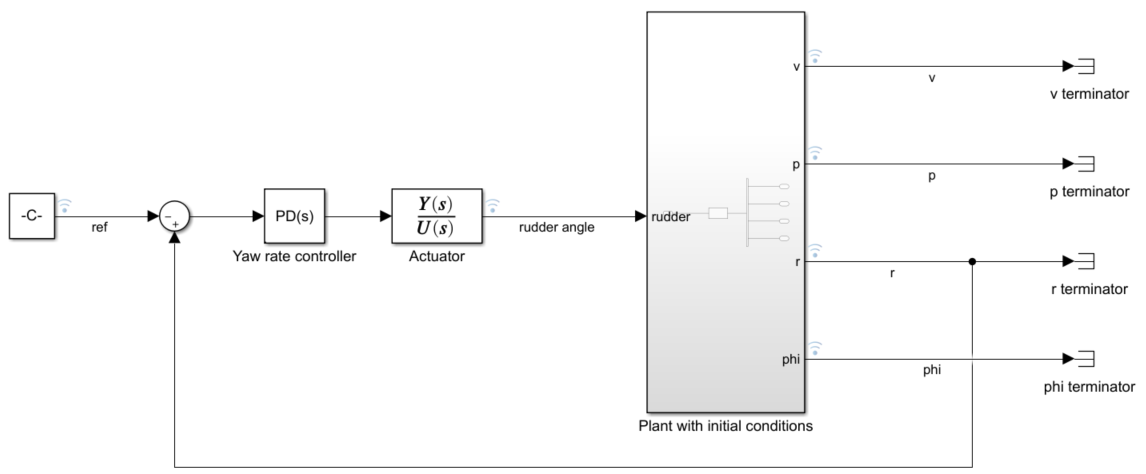 v
v
v terminator
p
p
p terminator
-C-
ref
−
+
PD(s)
Yaw rate controller
Y(s)
U(s)
Actuator
rudder angle
rudder
r
r
r terminator
phi
phi
phi terminator
Plant with initial conditions